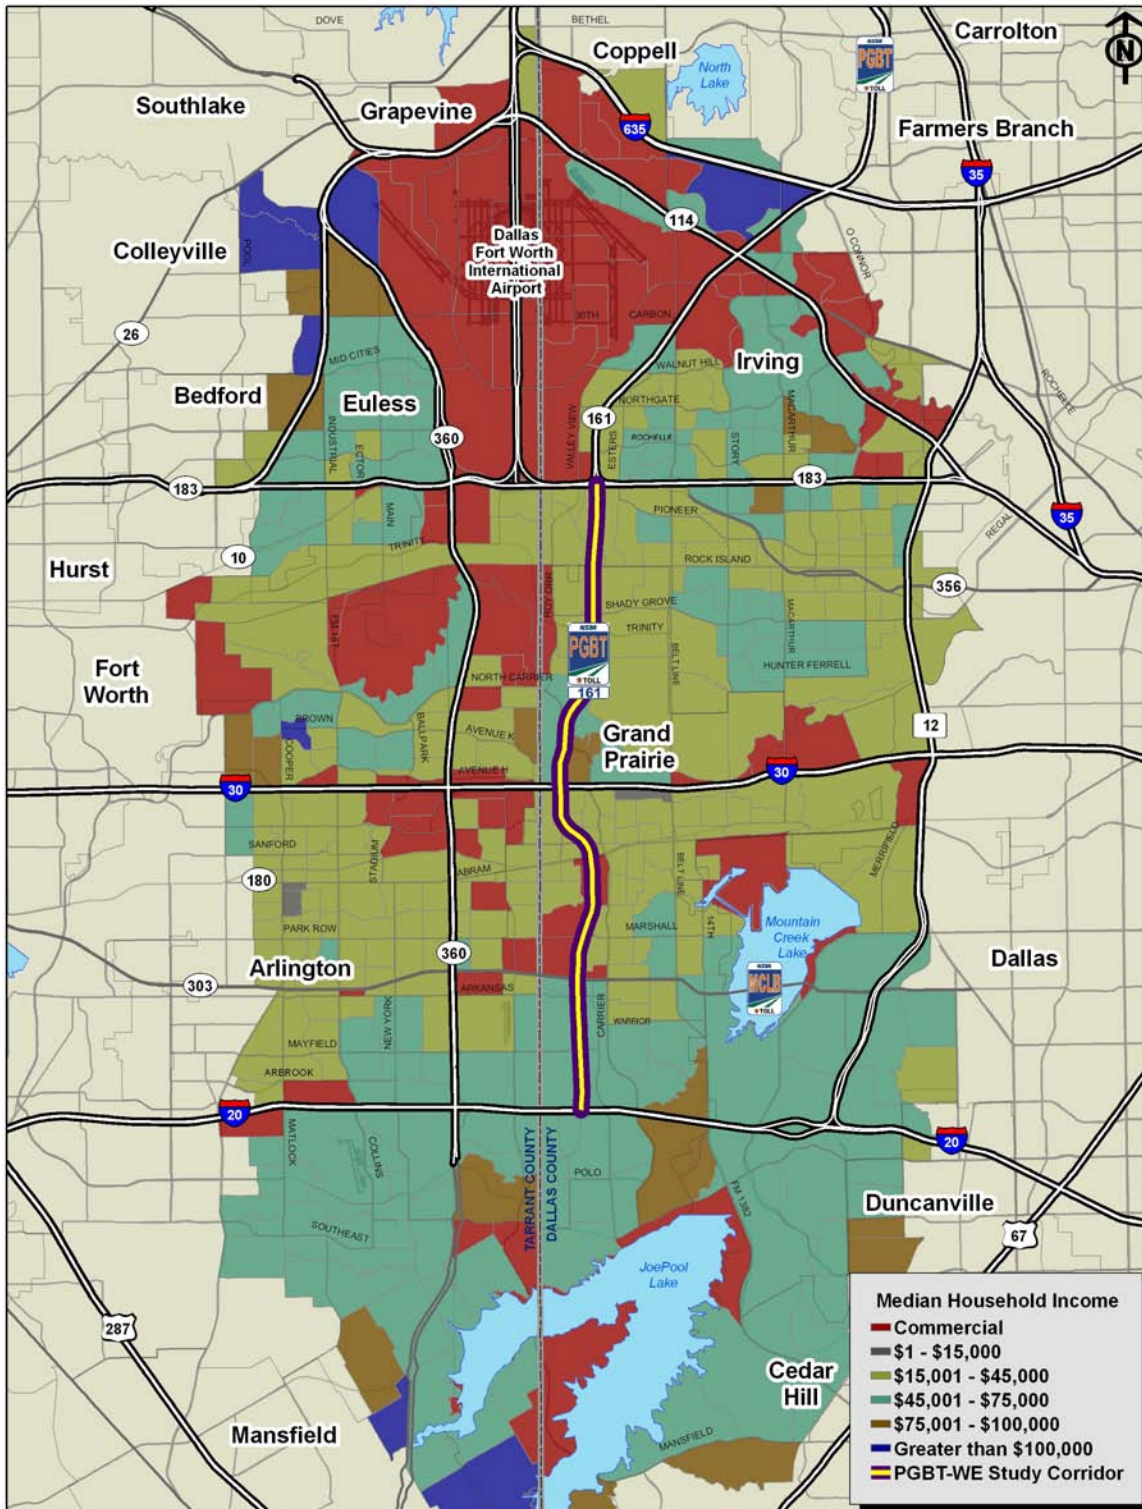 DOVE
BETHEL
Coppell
Carrolton
N
North
Lake
NTTA
PGBT
TOLL
Southlake
Grapevine
635
Farmers Branch
35
114
Colleyville
POOL
Dallas
Fort Worth
International
Airport
O CONNOR
30TH
CARBON
26
MID CITIES
WALNUT HILL
Irving
ROCHELLE
Bedford
Euless
NORTHGATE
MACARTHUR
161
360
INDUSTRIAL
ECTOR
VALLEY VIEW
ESTERS
ROCHELLE
STORY
183
183
35
MAIN
PIONEER
REGAL
TRINITY
10
ROCK ISLAND
Hurst
356
ROY ORR
FM 157
SHADY GROVE
TRINITY
MACARTHUR
PGBT
TOLL
161
BELT LINE
HUNTER FERRELL
Fort
Worth
NORTH CARRIER
BROWN
COOPER
BALLPARK
AVENUE K
Grand
Prairie
12
AVENUE H
30
30
SANFORD
STADIUM
ABRAM
BELT LINE
MERRIFIELD
180
PARK ROW
MARSHALL
14TH
Mountain
Creek
Lake
360
Arlington
Dallas
303
ARKANSAS
MCLB
TOLL
NEW YORK
CARRIER
WARRIOR
MAYFIELD
ARBROOK
20
20
MATLOCK
COLLINS
TARRANT COUNTY
DALLAS COUNTY
POLO
FM 1382
Duncanville
67
SOUTHEAST
JoePool
Lake
287
Cedar
Hill
Mansfield
MANSFIELD
Median Household Income
Commercial
$1 - $15,000
$15,001 - $45,000
$45,001 - $75,000
$75,001 - $100,000
Greater than $100,000
PGBT-WE Study Corridor